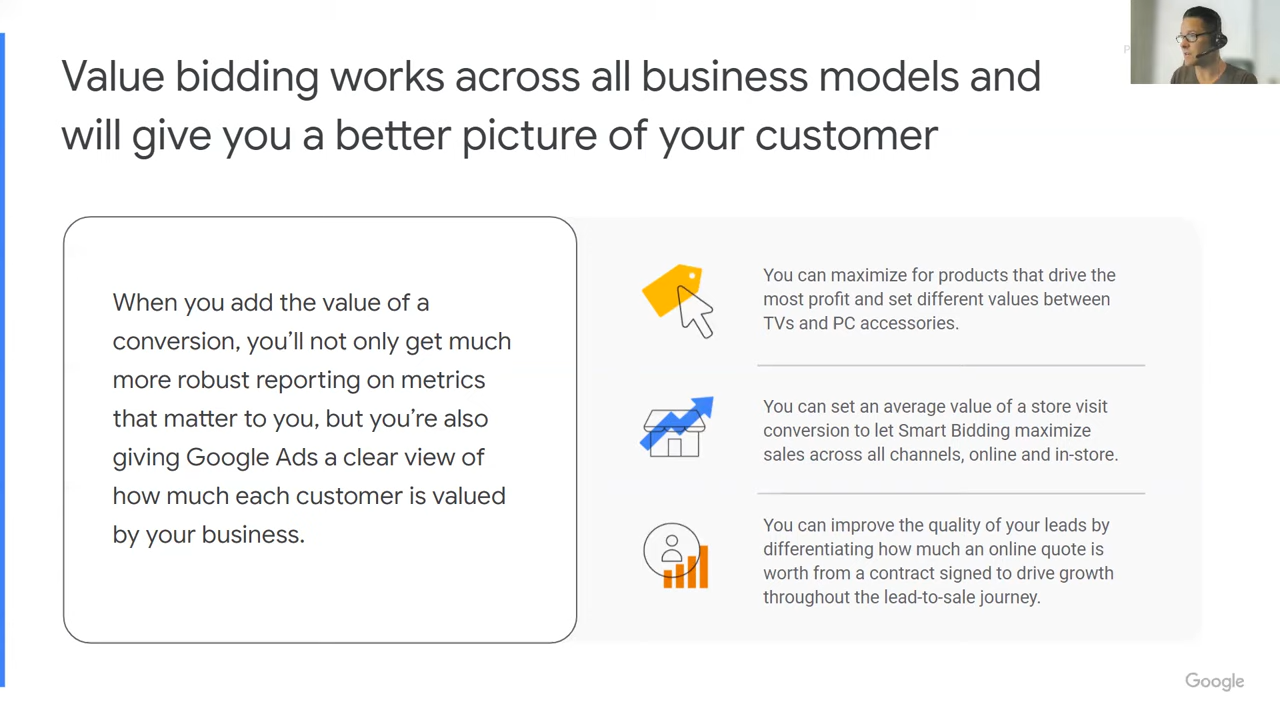 Value bidding works across all business models and
will give you a better picture of your customer
When you add the value of a
conversion, you’ll not only get much
more robust reporting on metrics
that matter to you, but you’re also
giving Google Ads a clear view of
how much each customer is valued
by your business.
You can maximize for products that drive the
most profit and set different values between
TVs and PC accessories.
You can set an average value of a store visit
conversion to let Smart Bidding maximize
sales across all channels, online and in-store.
You can improve the quality of your leads by
differentiating how much an online quote is
worth from a contract signed to drive growth
throughout the lead-to-sale journey.
Google